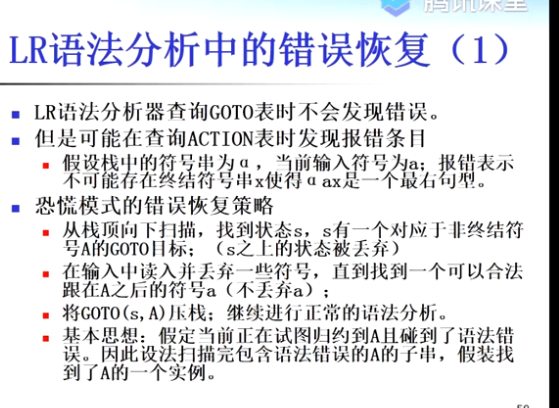 腾讯课堂
LR语法分析中的错误恢复（1）
LR语法分析器查询GOTO表时不会发现错误。
但是可能在查询ACTION表时发现报错条目
假设栈中的符号串为α，当前输入符号为a；报错表示
不可能存在终结符号串x使得αax是一个最右句型。
恐慌模式的错误恢复策略
从栈顶向下扫描，找到状态s，s有一个对应于非终结符
号A的GOTO目标；（s之上的状态被丢弃）
在输入中读入并丢弃一些符号，直到找到一个可以合法
跟在A之后的符号a（不丢弃a）；
将GOTO(s,A)压栈；继续进行正常的语法分析。
基本思想：假定当前正在试图归约到A且碰到了语法错
误。因此设法扫描完包含语法错误的A的子串，假装找
到了A的一个实例。